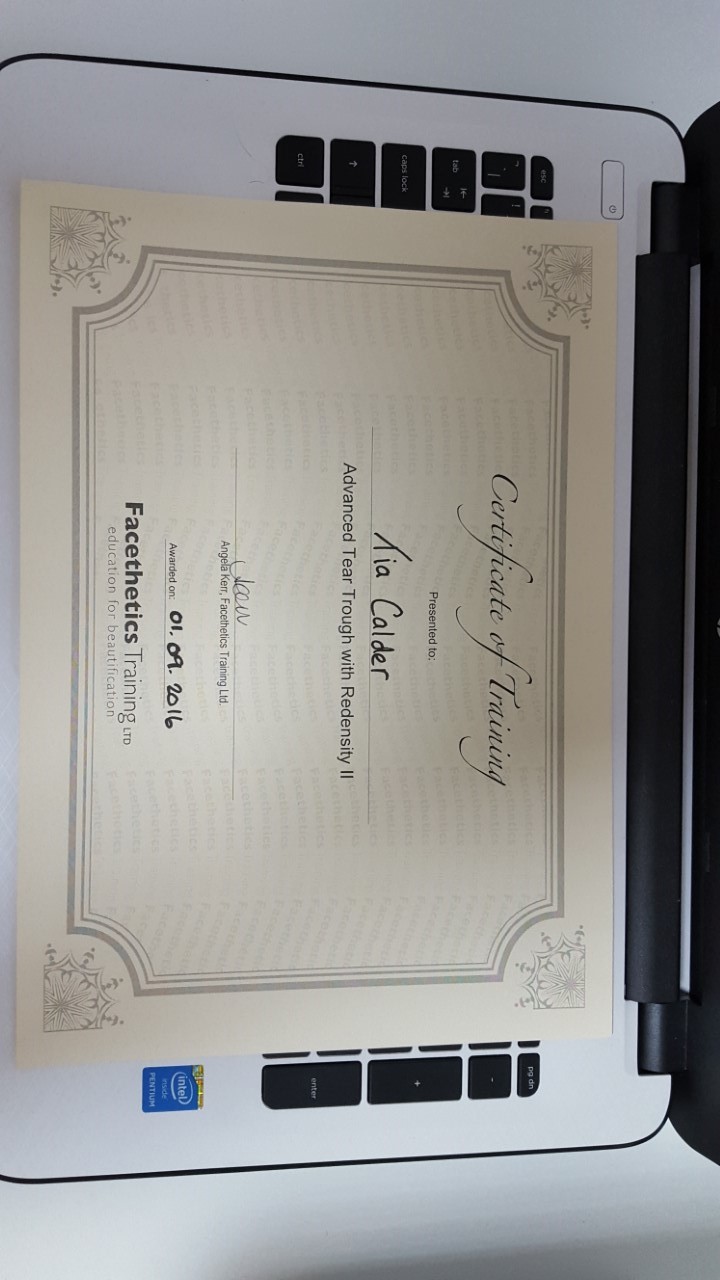 Certificate of Training
Presented to:
Tia Calder
Advanced Tear Trough with Redensity II
Angela Kerr, Facethetics Training Ltd.
Awarded on: 01.09.2016
Facethetics Training LTD
education for beautification
esc
tab
caps lock
ctrl
pg dn
+
-
enter
intel
inside
PENTIUM